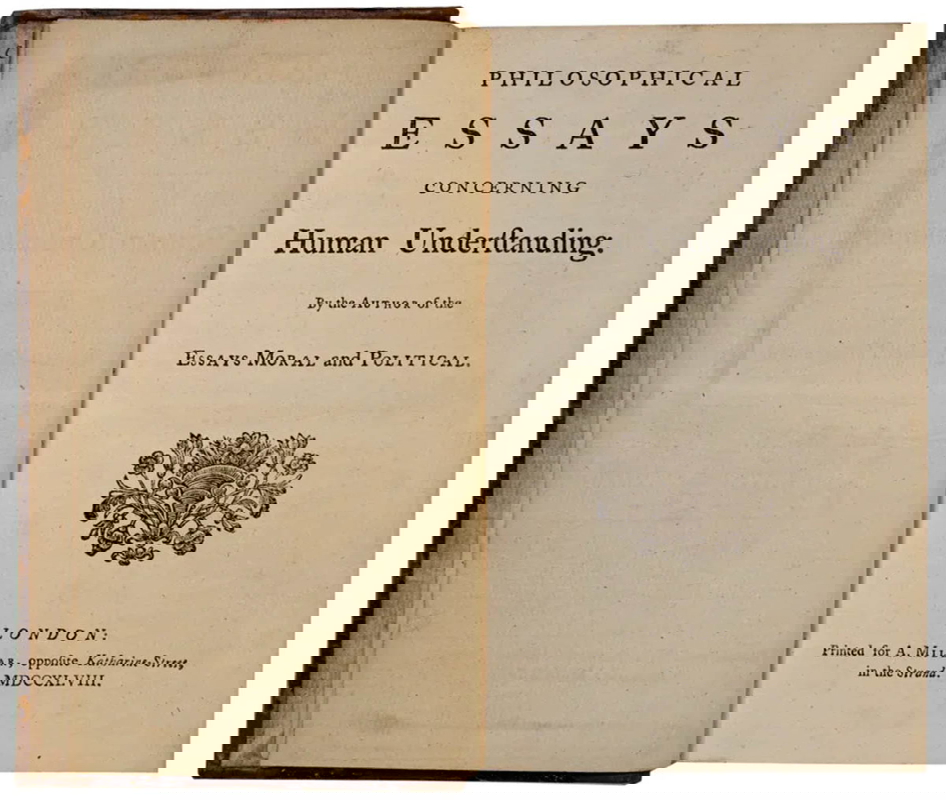 PHILOSOPHICAL
ESSAYS
CONCERNING
Human Underſtanding.
By the AUTHOR of the
ESSAYS MORAL and POLITICAL.
LONDON:
Printed for A. MILLAR, oppoſite Katharine-Street
in the Strand.
MDCCXLVIII.